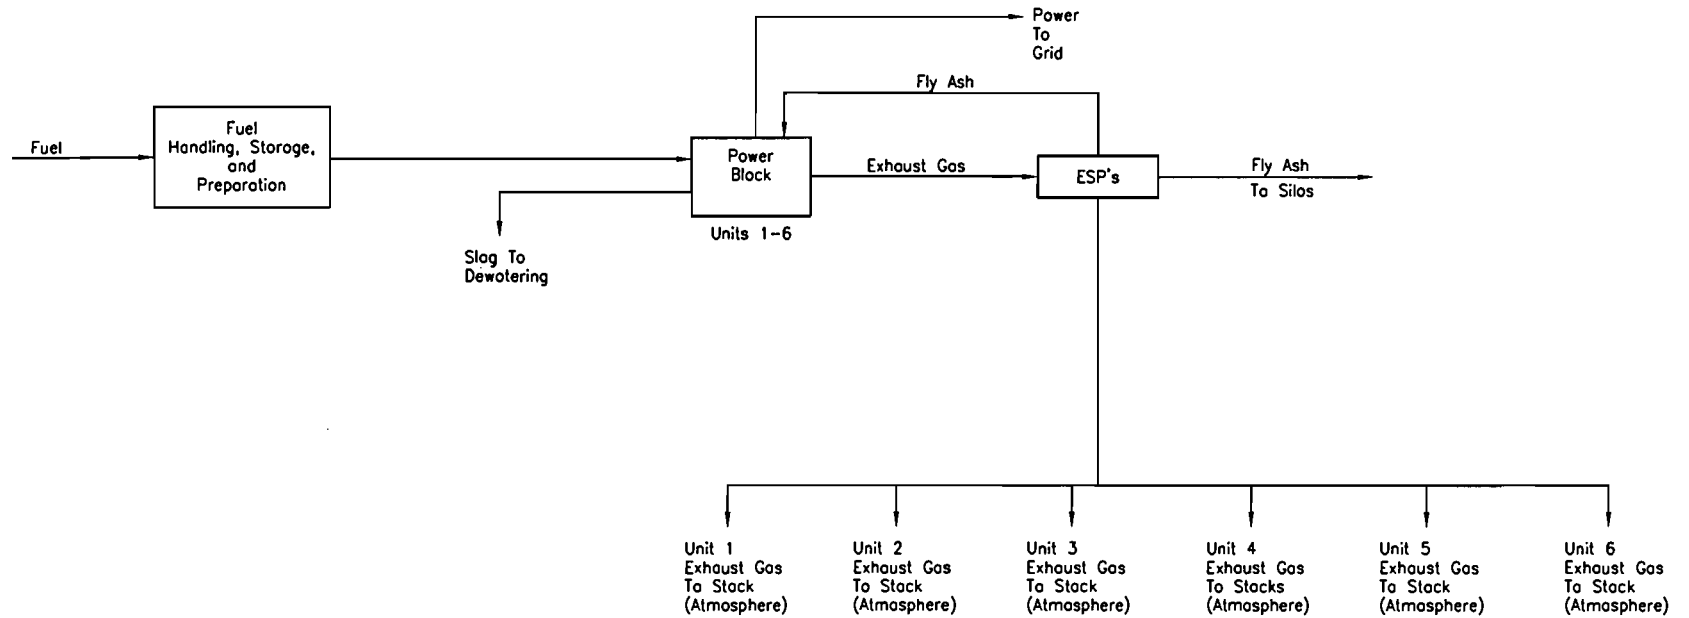 Power
To
Grid
Fly Ash
Fuel
Fuel
Handling, Storage,
and
Preparation
Power
Block
Exhaust Gas
ESP's
Fly Ash
To Silos
Units 1-6
Slag To
Dewatering
Unit 1
Exhaust Gas
To Stack
(Atmosphere)
Unit 2
Exhaust Gas
To Stack
(Atmosphere)
Unit 3
Exhaust Gas
To Stack
(Atmosphere)
Unit 4
Exhaust Gas
To Stacks
(Atmosphere)
Unit 5
Exhaust Gas
To Stack
(Atmosphere)
Unit 6
Exhaust Gas
To Stack
(Atmosphere)